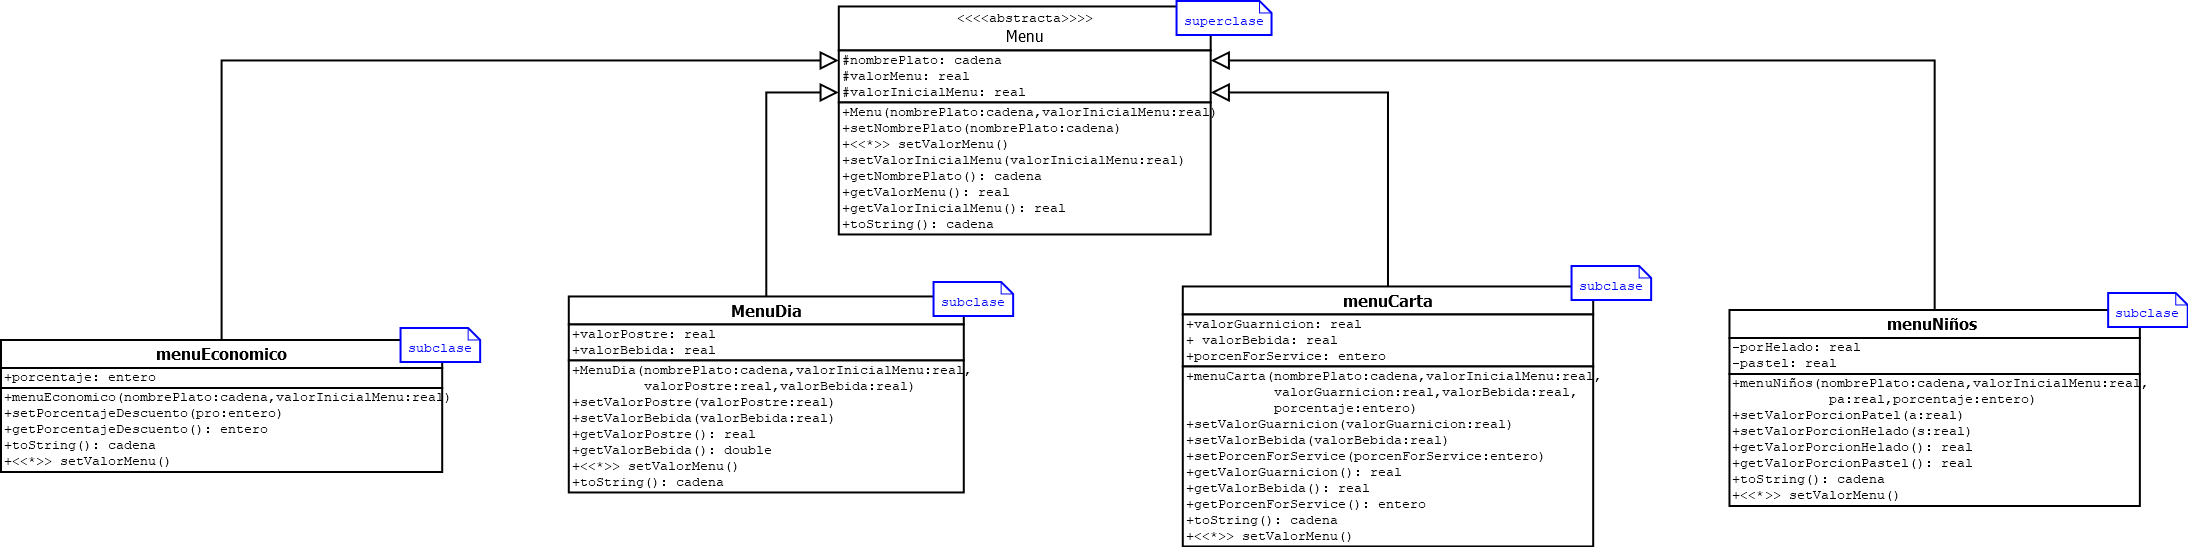 <<<<abstracta>>>>
Menu
superclase
#nombrePlato: cadena
#valorMenu: real
#valorInicialMenu: real
+Menu(nombrePlato:cadena,valorInicialMenu:real)
+setNombrePlato(nombrePlato:cadena)
+<<*>> setValorMenu()
+setValorInicialMenu(valorInicialMenu:real)
+getNombrePlato(): cadena
+getValorMenu(): real
+getValorInicialMenu(): real
+toString(): cadena
menuEconomico
subclase
+porcentaje: entero
+menuEconomico(nombrePlato:cadena,valorInicialMenu:real)
+setPorcentajeDescuento(pro:entero)
+getPorcentajeDescuento(): entero
+toString(): cadena
+<<*>> setValorMenu()
MenuDia
subclase
+valorPostre: real
+valorBebida: real
+MenuDia(nombrePlato:cadena,valorInicialMenu:real,
valorPostre:real,valorBebida:real)
+setValorPostre(valorPostre:real)
+setValorBebida(valorBebida:real)
+getValorPostre(): real
+getValorBebida(): double
+<<*>> setValorMenu()
+toString(): cadena
menuCarta
subclase
+valorGuarnicion: real
+ valorBebida: real
+porcenForService: entero
+menuCarta(nombrePlato:cadena,valorInicialMenu:real,
valorGuarnicion:real,valorBebida:real,
porcentaje:entero)
+setValorGuarnicion(valorGuarnicion:real)
+setValorBebida(valorBebida:real)
+setPorcenForService(porcenForService:entero)
+getValorGuarnicion(): real
+getValorBebida(): real
+getPorcenForService(): entero
+toString(): cadena
+<<*>> setValorMenu()
menuNiños
subclase
-porHelado: real
-pastel: real
+menuNiños(nombrePlato:cadena,valorInicialMenu:real,
pa:real,porcentaje:entero)
+setValorPorcionPatel(a:real)
+setValorPorcionHelado(s:real)
+getValorPorcionHelado(): real
+getValorPorcionPastel(): real
+toString(): cadena
+<<*>> setValorMenu()